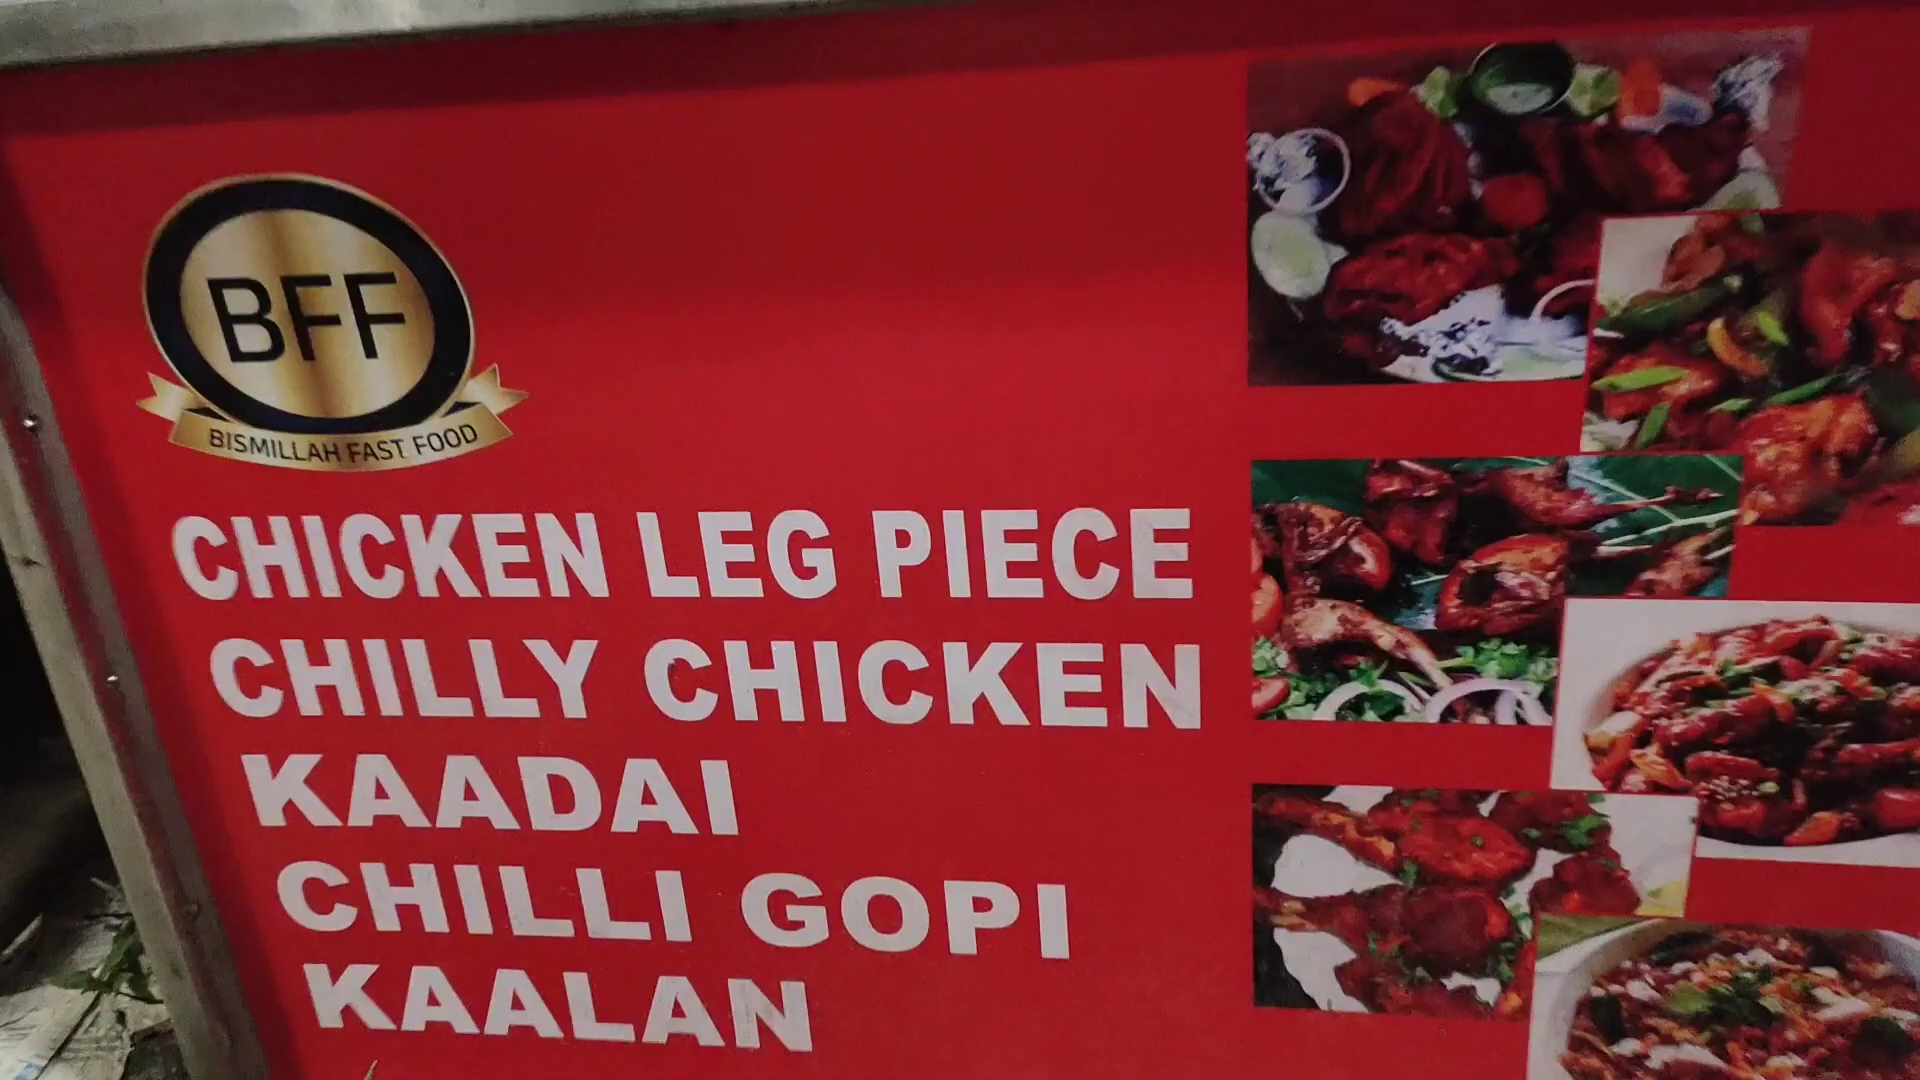 BFF
BISMILLAH FAST FOOD
CHICKEN LEG PIECE
CHILLY CHICKEN
KAADAI
CHILLI GOPI
KAALAN